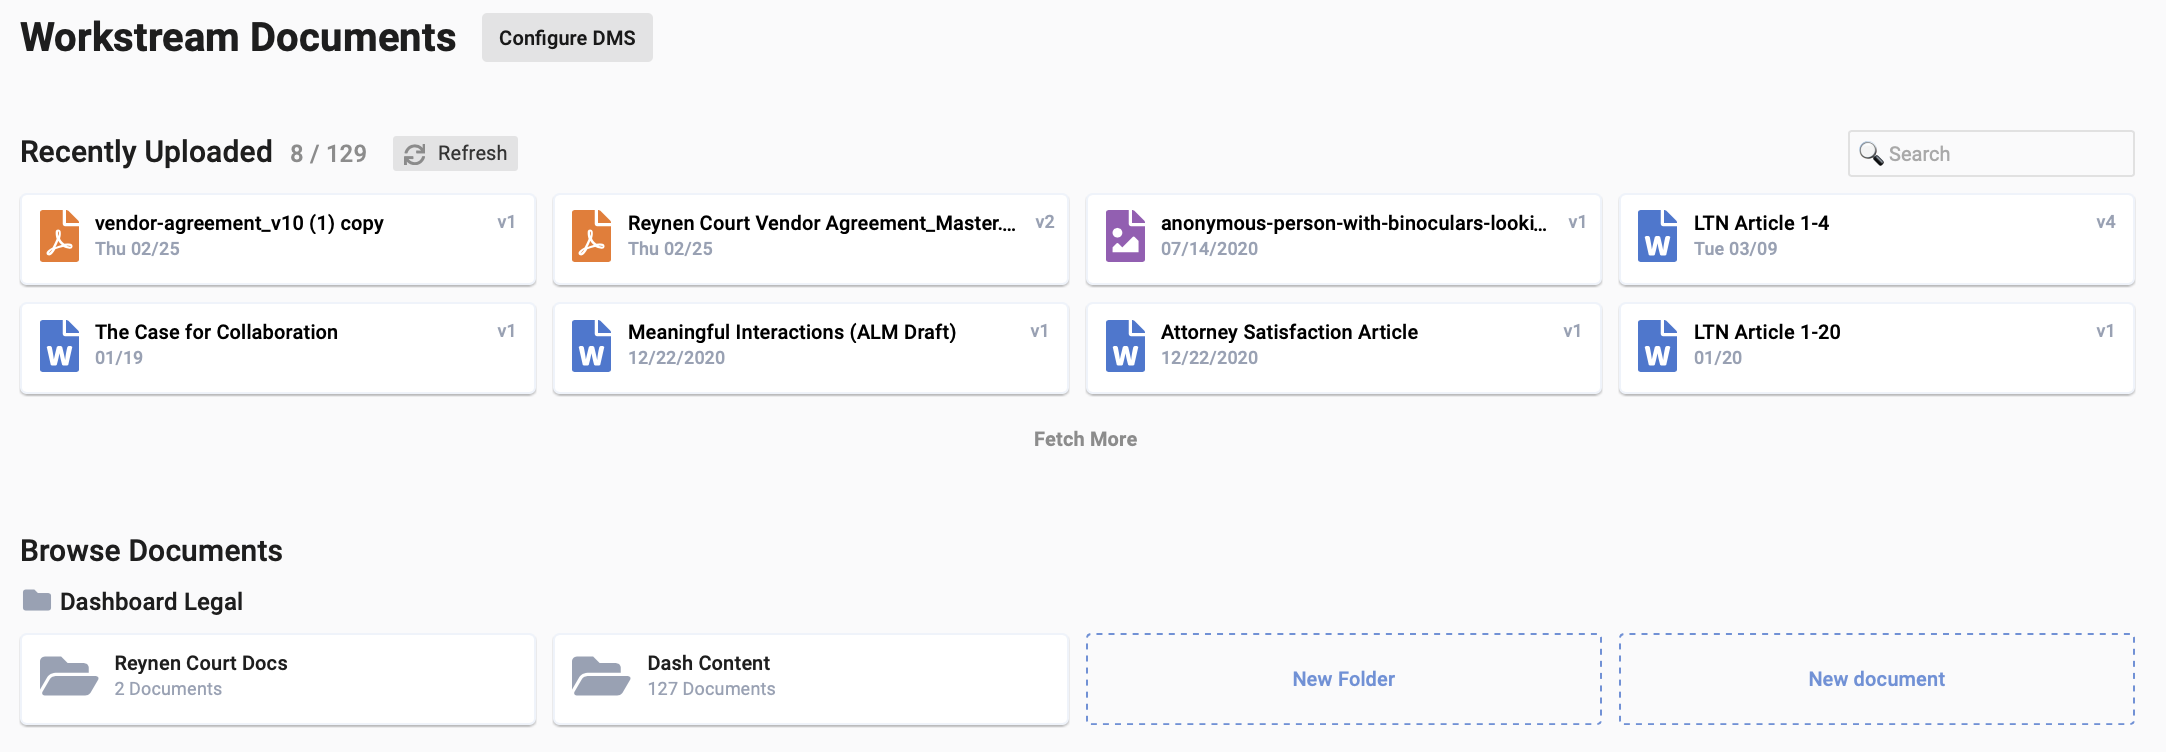 Workstream Documents
Configure DMS
Recently Uploaded 8 / 129
Refresh
Search
vendor-agreement_v10 (1) copy
v1
Thu 02/25
Reynen Court Vendor Agreement_Master....
v2
Thu 02/25
anonymous-person-with-binoculars-looki...
v1
07/14/2020
LTN Article 1-4
v4
Tue 03/09
The Case for Collaboration
v1
01/19
Meaningful Interactions (ALM Draft)
v1
12/22/2020
Attorney Satisfaction Article
v1
12/22/2020
LTN Article 1-20
v1
01/20
Fetch More
Browse Documents
Dashboard Legal
Reynen Court Docs
2 Documents
Dash Content
127 Documents
New Folder
New document